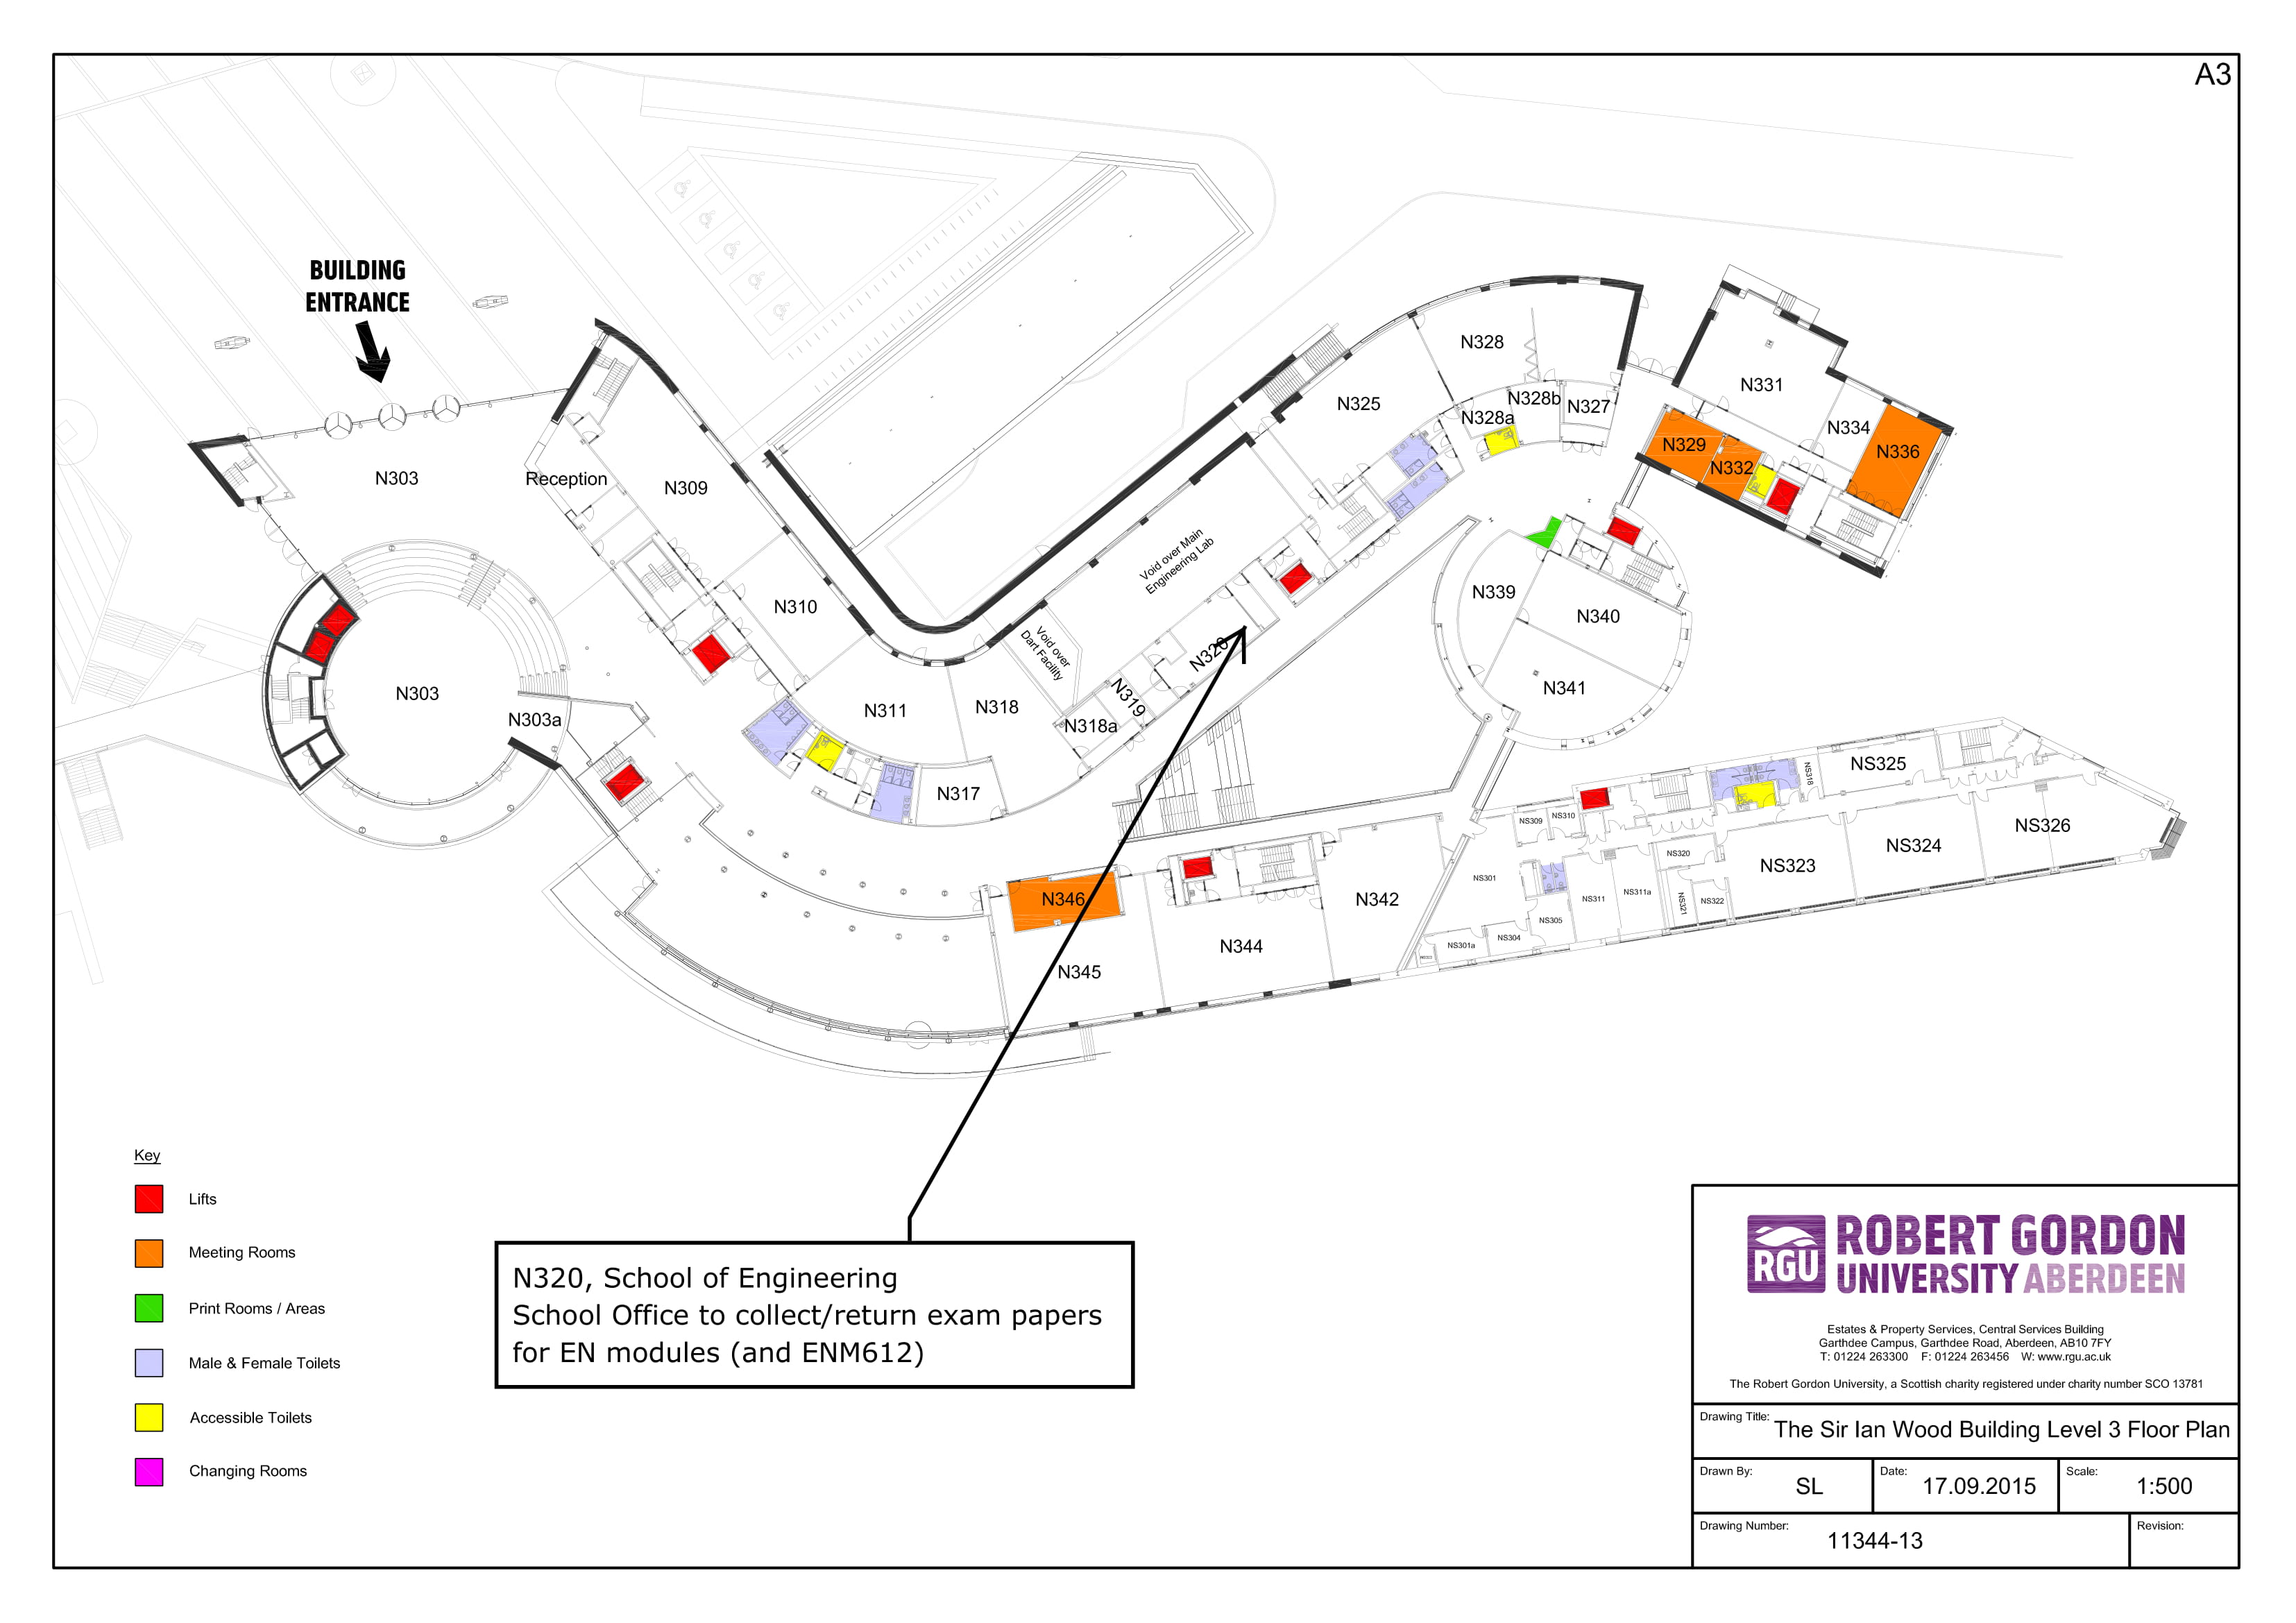 A3
BUILDING
ENTRANCE
N303
Reception
N309
N310
N311
N318
N317
N318a
N319
N320
Void over
Dart Facility
Void over Main
Engineering Lab
N325
N328
N328a
N328b
N327
N331
N334
N329
N332
N336
N339
N340
N341
N303
N303a
N346
N345
N344
N342
NS309
NS310
NS301
NS301a
NS304
NS305
NS311
NS311a
NS320
NS321
NS322
NS318
NS325
NS323
NS324
NS326
Key
Lifts
Meeting Rooms
Print Rooms / Areas
Male & Female Toilets
Accessible Toilets
Changing Rooms
N320, School of Engineering
School Office to collect/return exam papers
for EN modules (and ENM612)
RGU
ROBERT GORDON
UNIVERSITY ABERDEEN
Estates & Property Services, Central Services Building
Garthdee Campus, Garthdee Road, Aberdeen, AB10 7FY
T: 01224 263300 F: 01224 263456 W: www.rgu.ac.uk
The Robert Gordon University, a Scottish charity registered under charity number SCO 13781
Drawing Title: The Sir Ian Wood Building Level 3 Floor Plan
Drawn By: SL
Date: 17.09.2015
Scale: 1:500
Drawing Number: 11344-13
Revision: